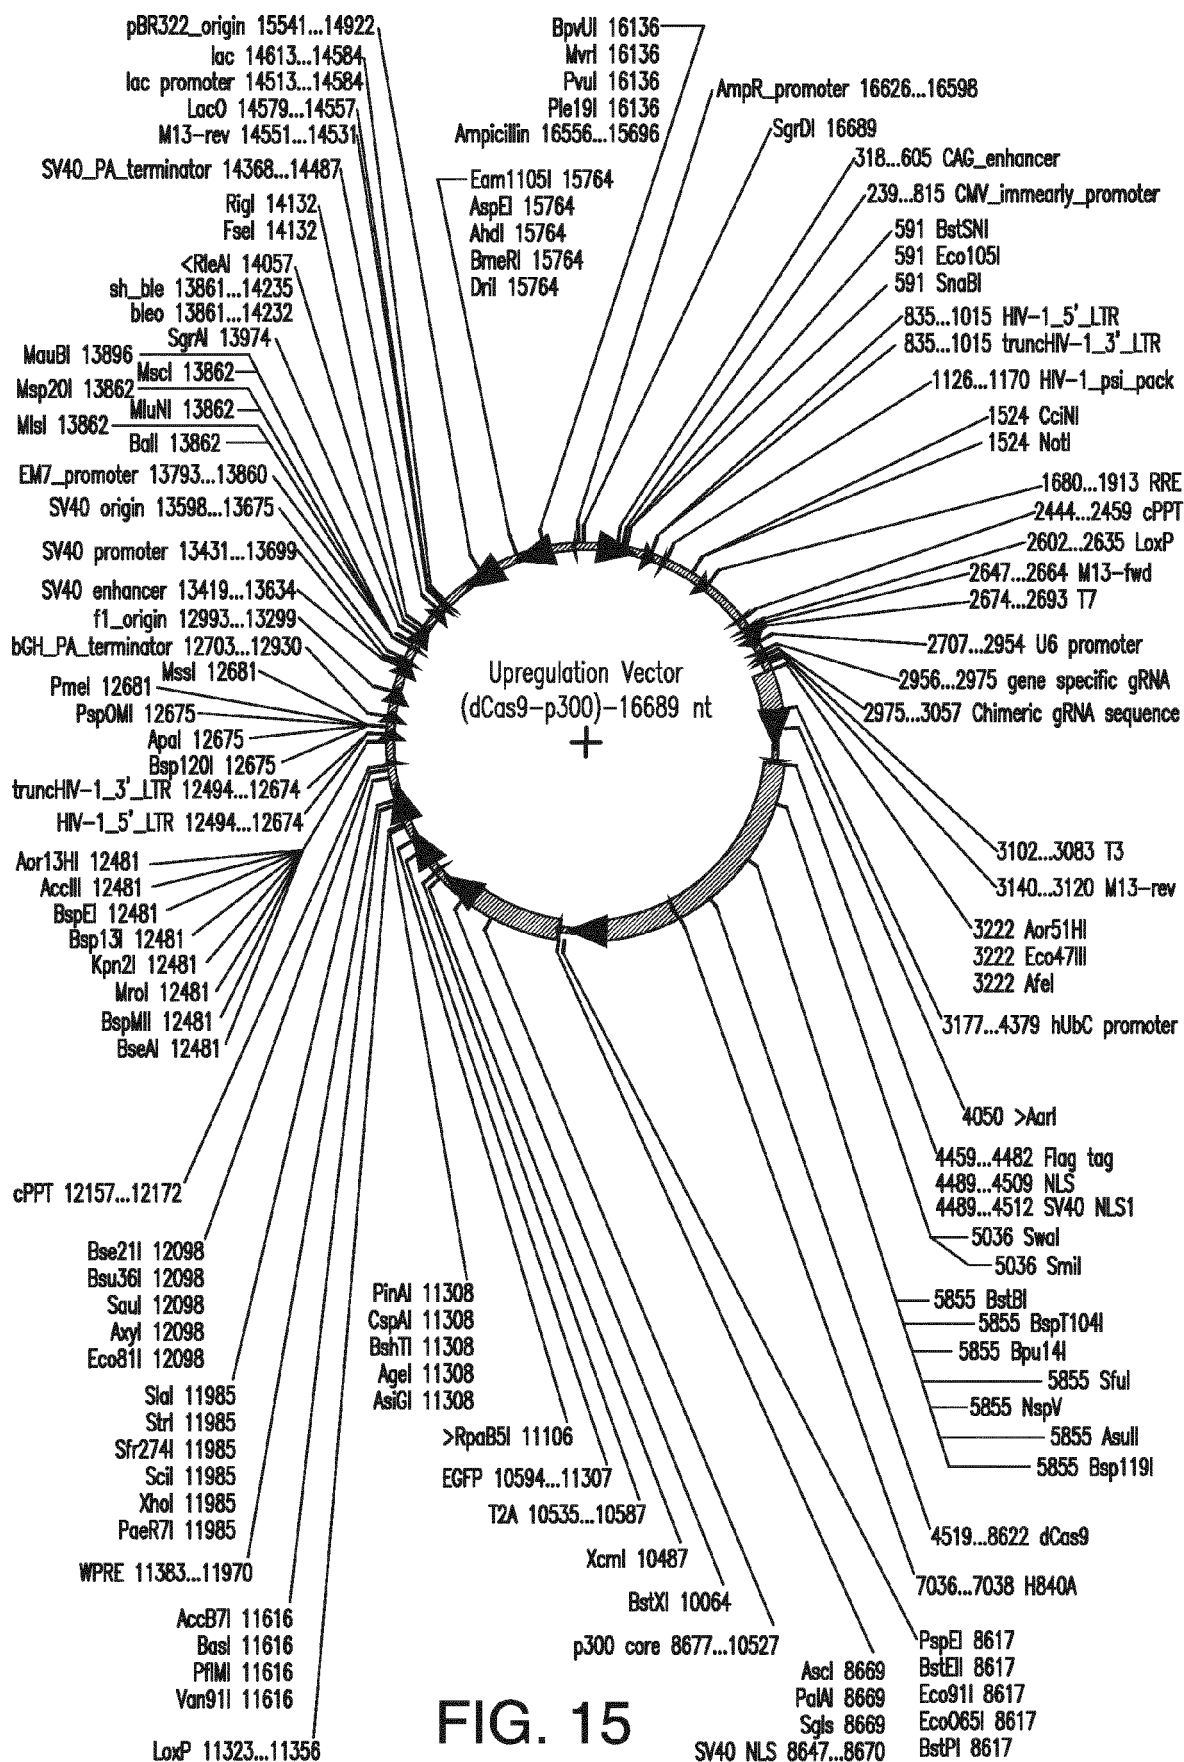 pBR322_origin 15541...14922
lac 14613...14584
lac promoter 14513...14584
LacO 14579...14557
M13-rev 14551...14531
SV40_PA_terminator 14368...14487
RigI 14132
FseI 14132
<RleAI 14057
sh_ble 13861...14235
bleo 13861...14232
SgrAI 13974
MauBI 13896
MscI 13862
Msp20I 13862
MluNI 13862
MlsI 13862
BalI 13862
EM7_promoter 13793...13860
SV40 origin 13598...13675
SV40 promoter 13431...13699
SV40 enhancer 13419...13634
f1_origin 12993...13299
bGH_PA_terminator 12703...12930
MssI 12681
PmeI 12681
PspOMI 12675
ApaI 12675
Bsp120I 12675
truncHIV-1_3'_LTR 12494...12674
HIV-1_5'_LTR 12494...12674
Aor13HI 12481
AccIII 12481
BspEI 12481
Bsp13I 12481
Kpn2I 12481
MroI 12481
BspMII 12481
BseAI 12481
cPPT 12157...12172
Bse21I 12098
Bsu36I 12098
SauI 12098
AxyI 12098
Eco81I 12098
SlaI 11985
StrI 11985
Sfr274I 11985
SciI 11985
XhoI 11985
PaeR7I 11985
WPRE 11383...11970
AccB7I 11616
BasI 11616
PflMI 11616
Van91I 11616
LoxP 11323...11356
BpvUI 16136
MvrI 16136
PvuI 16136
Ple19I 16136
Ampicillin 16556...15696
Eam1105I 15764
AspEI 15764
AhdI 15764
BmeRI 15764
DriI 15764
AmpR_promoter 16626...16598
SgrDI 16689
318...605 CAG_enhancer
239...815 CMV_immearly_promoter
591 BstSNI
591 Eco105I
591 SnaBI
835...1015 HIV-1_5'_LTR
835...1015 truncHIV-1_3'_LTR
1126...1170 HIV-1_psi_pack
1524 CciNI
1524 NotI
1680...1913 RRE
2444...2459 cPPT
2602...2635 LoxP
2647...2664 M13-fwd
2674...2693 T7
2707...2954 U6 promoter
2956...2975 gene specific gRNA
2975...3057 Chimeric gRNA sequence
Upregulation Vector
(dCas9-p300)-16689 nt
3102...3083 T3
3140...3120 M13-rev
3222 Aor51HI
3222 Eco47III
3222 AfeI
3177...4379 hUbC promoter
4050 >AarI
4459...4482 Flag tag
4489...4509 NLS
4489...4512 SV40 NLS1
5036 SwaI
5036 SmiI
5855 BstBI
5855 BspT104I
5855 Bpu14I
5855 SfuI
5855 NspV
5855 AsuII
5855 Bsp119I
4519...8622 dCas9
7036...7038 H840A
PspEI 8617
BstEII 8617
Eco91I 8617
EcoO65I 8617
BstPI 8617
AscI 8669
PalAI 8669
SgIs 8669
SV40 NLS 8647...8670
p300 core 8677...10527
BstXI 10064
XcmI 10487
T2A 10535...10587
EGFP 10594...11307
>RpaB5I 11106
PinAI 11308
CspAI 11308
BshTI 11308
AgeI 11308
AsiGI 11308
FIG. 15